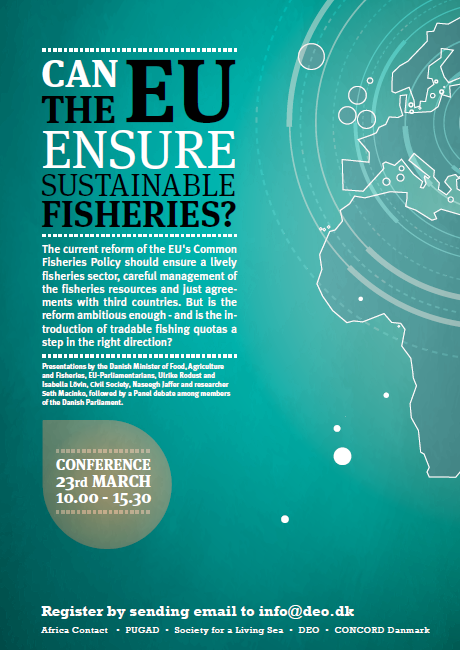 CAN
THE EU
ENSURE
SUSTAINABLE
FISHERIES?
The current reform of the EU's Common
Fisheries Policy should ensure a lively
fisheries sector, careful management of
the fisheries resources and just agree-
ments with third countries. But is the
reform ambitious enough - and is the in-
troduction of tradable fishing quotas a
step in the right direction?
Presentations by the Danish Minister of Food, Agriculture
and Fisheries, EU-Parliamentarians, Ulrike Rodust and
Isabella Lövin, Civil Society, Naseegh Jaffer and researcher
Seth Macinko, followed by a Panel debate among members
of the Danish Parliament.
CONFERENCE
23rd MARCH
10.00 - 15.30
Register by sending email to info@deo.dk
Africa Contact • PUGAD • Society for a Living Sea • DEO • CONCORD Danmark